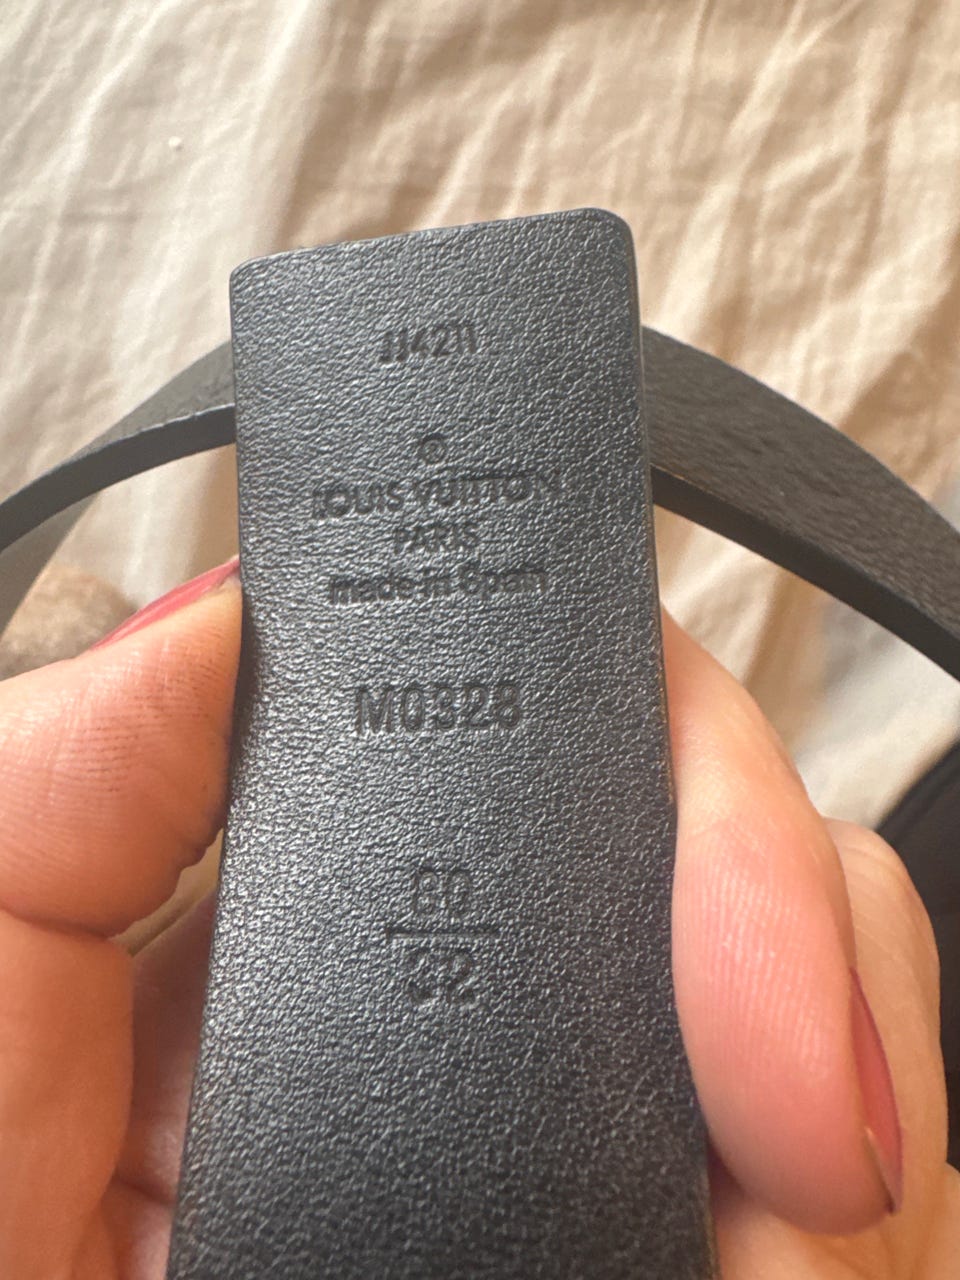 JJ4211
©
LOUIS VUITTON
PARIS
made in Spain
M0328
80
32